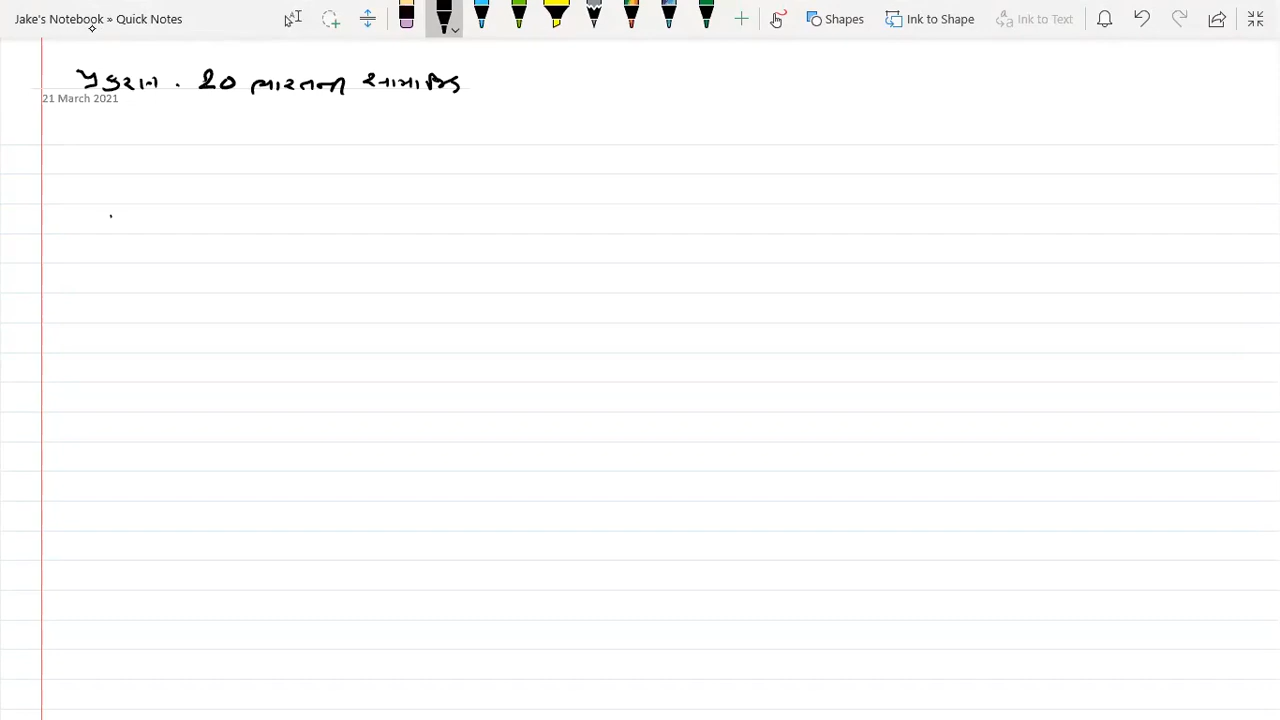 Jake's Notebook » Quick Notes
Shapes
Ink to Shape
Ink to Text
પ્રકરણ. 20 ભારતના સામાજિક
21 March 2021